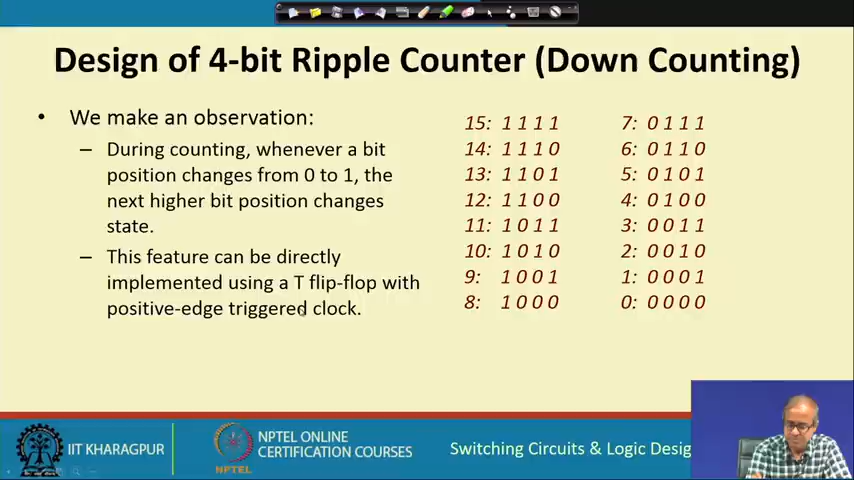 Design of 4-bit Ripple Counter (Down Counting)
• We make an observation:
– During counting, whenever a bit
position changes from 0 to 1, the
next higher bit position changes
state.
– This feature can be directly
implemented using a T flip-flop with
positive-edge triggered clock.
15: 1 1 1 1
14: 1 1 1 0
13: 1 1 0 1
12: 1 1 0 0
11: 1 0 1 1
10: 1 0 1 0
9: 1 0 0 1
8: 1 0 0 0
7: 0 1 1 1
6: 0 1 1 0
5: 0 1 0 1
4: 0 1 0 0
3: 0 0 1 1
2: 0 0 1 0
1: 0 0 0 1
0: 0 0 0 0
IIT KHARAGPUR
NPTEL
NPTEL ONLINE
CERTIFICATION COURSES
Switching Circuits & Logic Desig